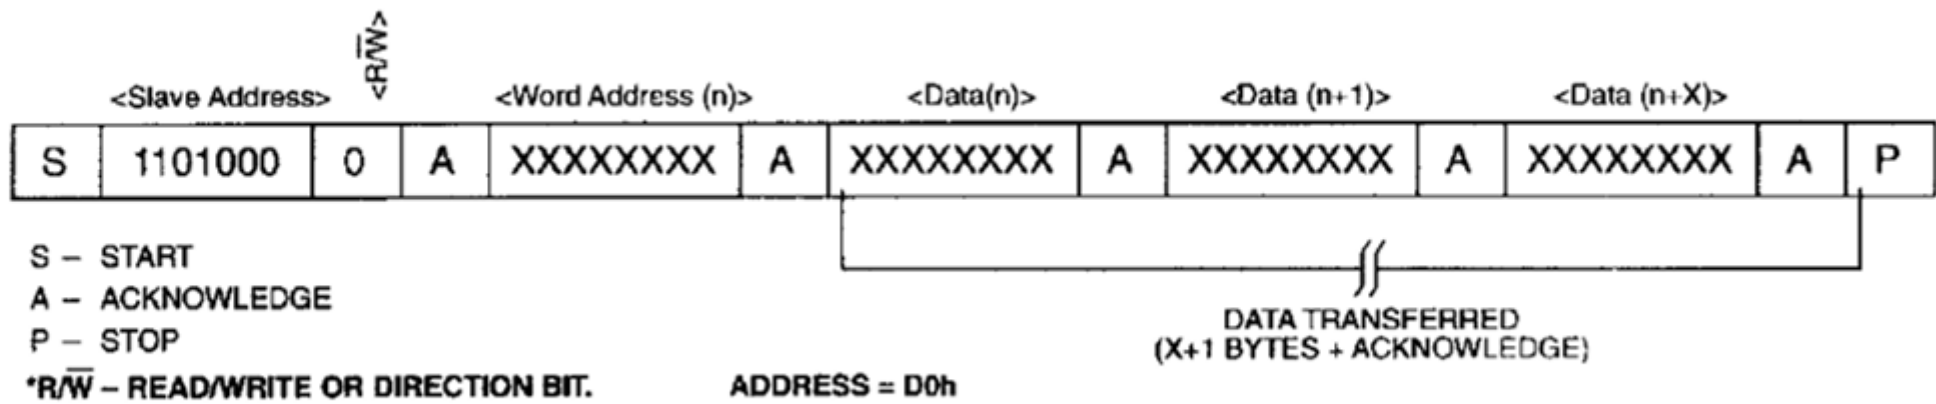 <R/W>
<Slave Address> <Word Address (n)> <Data(n)> <Data (n+1)> <Data (n+X)>
S 1101000 0 A XXXXXXXX A XXXXXXXX A XXXXXXXX A XXXXXXXX A P
S – START
A – ACKNOWLEDGE
P – STOP
DATA TRANSFERRED
(X+1 BYTES + ACKNOWLEDGE)
*R/W – READ/WRITE OR DIRECTION BIT. ADDRESS = D0h